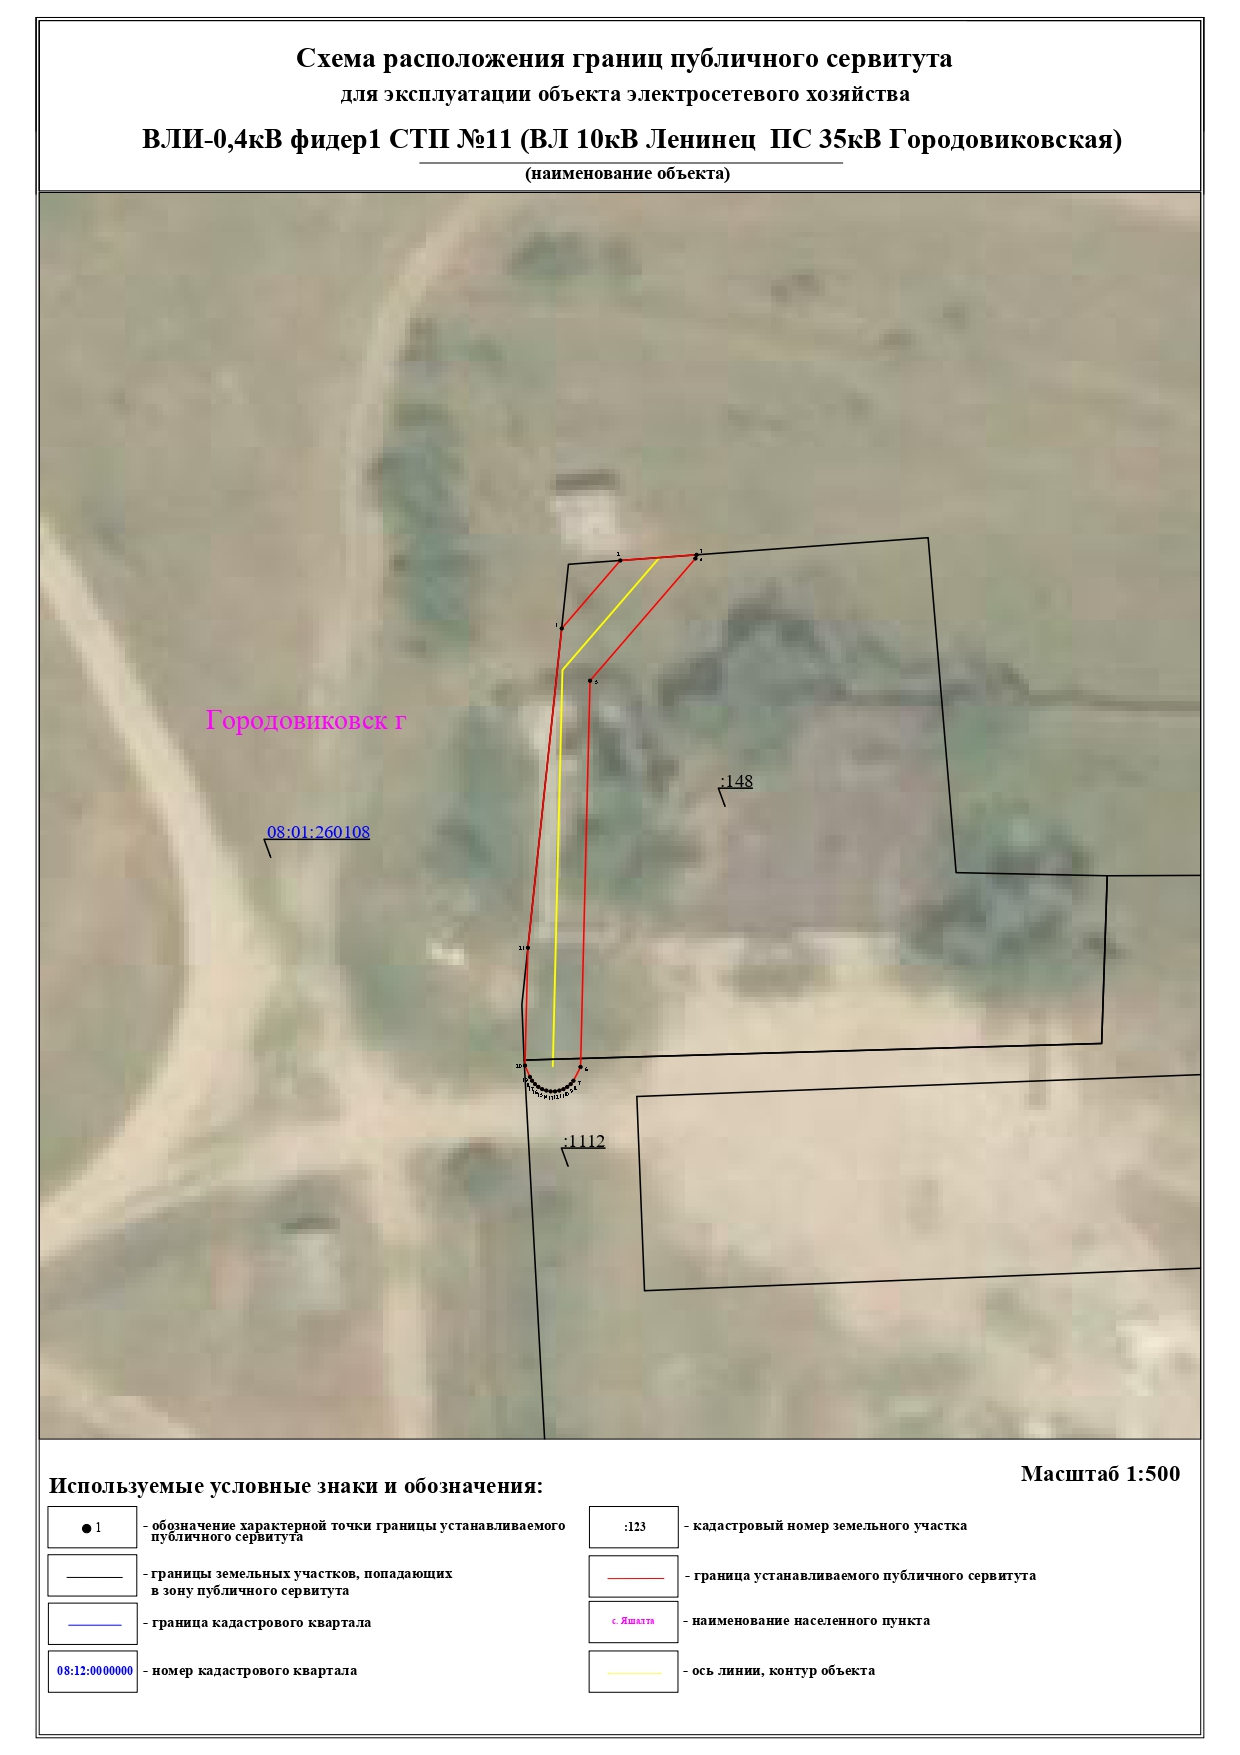 Схема расположения границ публичного сервитута
для эксплуатации объекта электросетевого хозяйства
ВЛИ-0,4кВ фидер1 СТП №11 (ВЛ 10кВ Ленинец ПС 35кВ Городовиковская)
(наименование объекта)
Городовиковск г
:148
08:01:260108
:1112
Масштаб 1:500
Используемые условные знаки и обозначения:
1 - обозначение характерной точки границы устанавливаемого
публичного сервитута
:123 - кадастровый номер земельного участка
- границы земельных участков, попадающих
в зону публичного сервитута
- граница устанавливаемого публичного сервитута
- граница кадастрового квартала
с. Яшалта - наименование населенного пункта
08:12:0000000 - номер кадастрового квартала
- ось линии, контур объекта